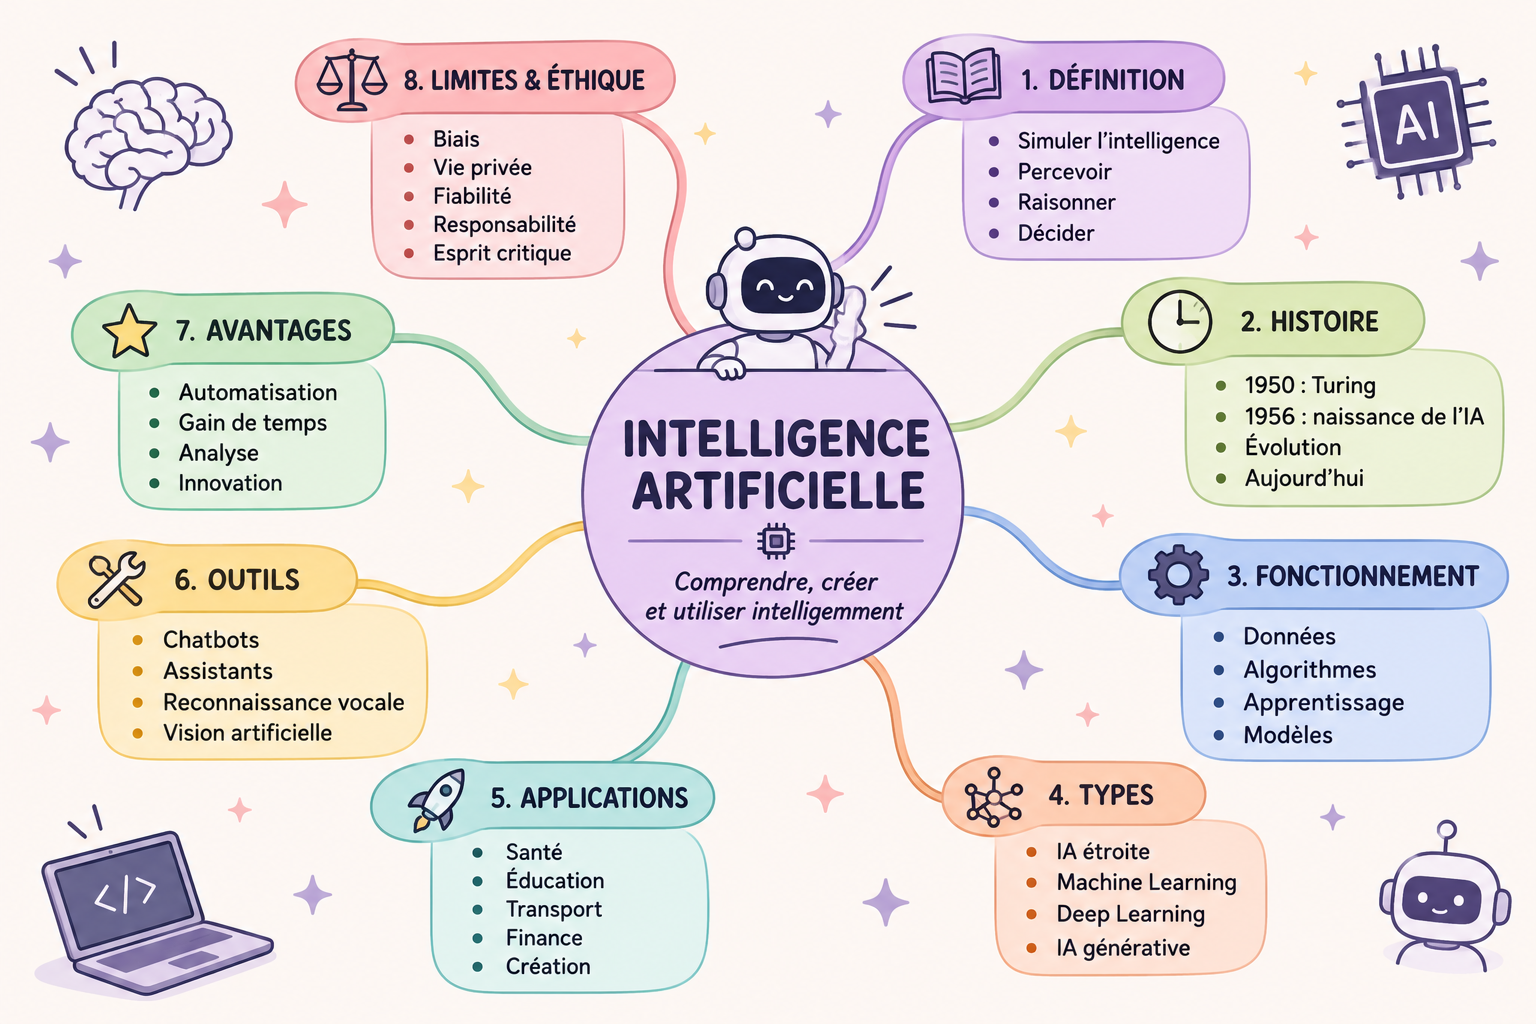 INTELLIGENCE
ARTIFICIELLE
Comprendre, créer
et utiliser intelligemment
1. DÉFINITION
Simuler l'intelligence
Percevoir
Raisonner
Décider
2. HISTOIRE
1950 : Turing
1956 : naissance de l'IA
Évolution
Aujourd'hui
3. FONCTIONNEMENT
Données
Algorithmes
Apprentissage
Modèles
4. TYPES
IA étroite
Machine Learning
Deep Learning
IA générative
5. APPLICATIONS
Santé
Éducation
Transport
Finance
Création
6. OUTILS
Chatbots
Assistants
Reconnaissance vocale
Vision artificielle
7. AVANTAGES
Automatisation
Gain de temps
Analyse
Innovation
8. LIMITES & ÉTHIQUE
Biais
Vie privée
Fiabilité
Responsabilité
Esprit critique
AI
</>